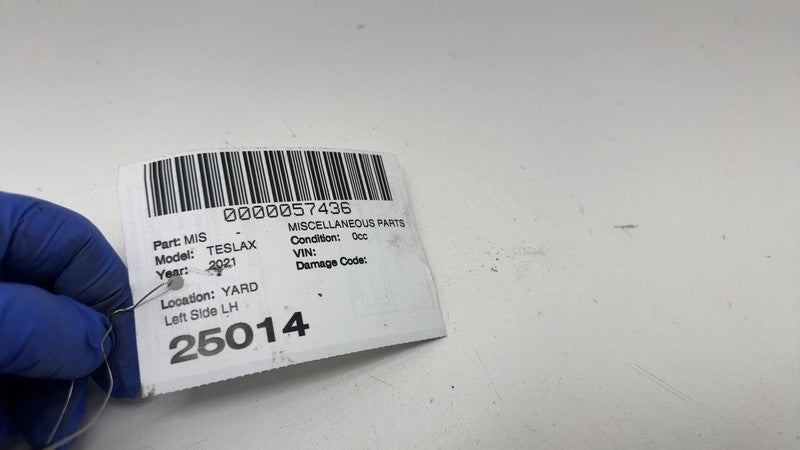 0000057436
Part: MIS - MISCELLANEOUS PARTS
Model: TESLAX Condition: 0cc
Year: 2021 VIN:
Damage Code:
Location: YARD
Left Side LH
25014